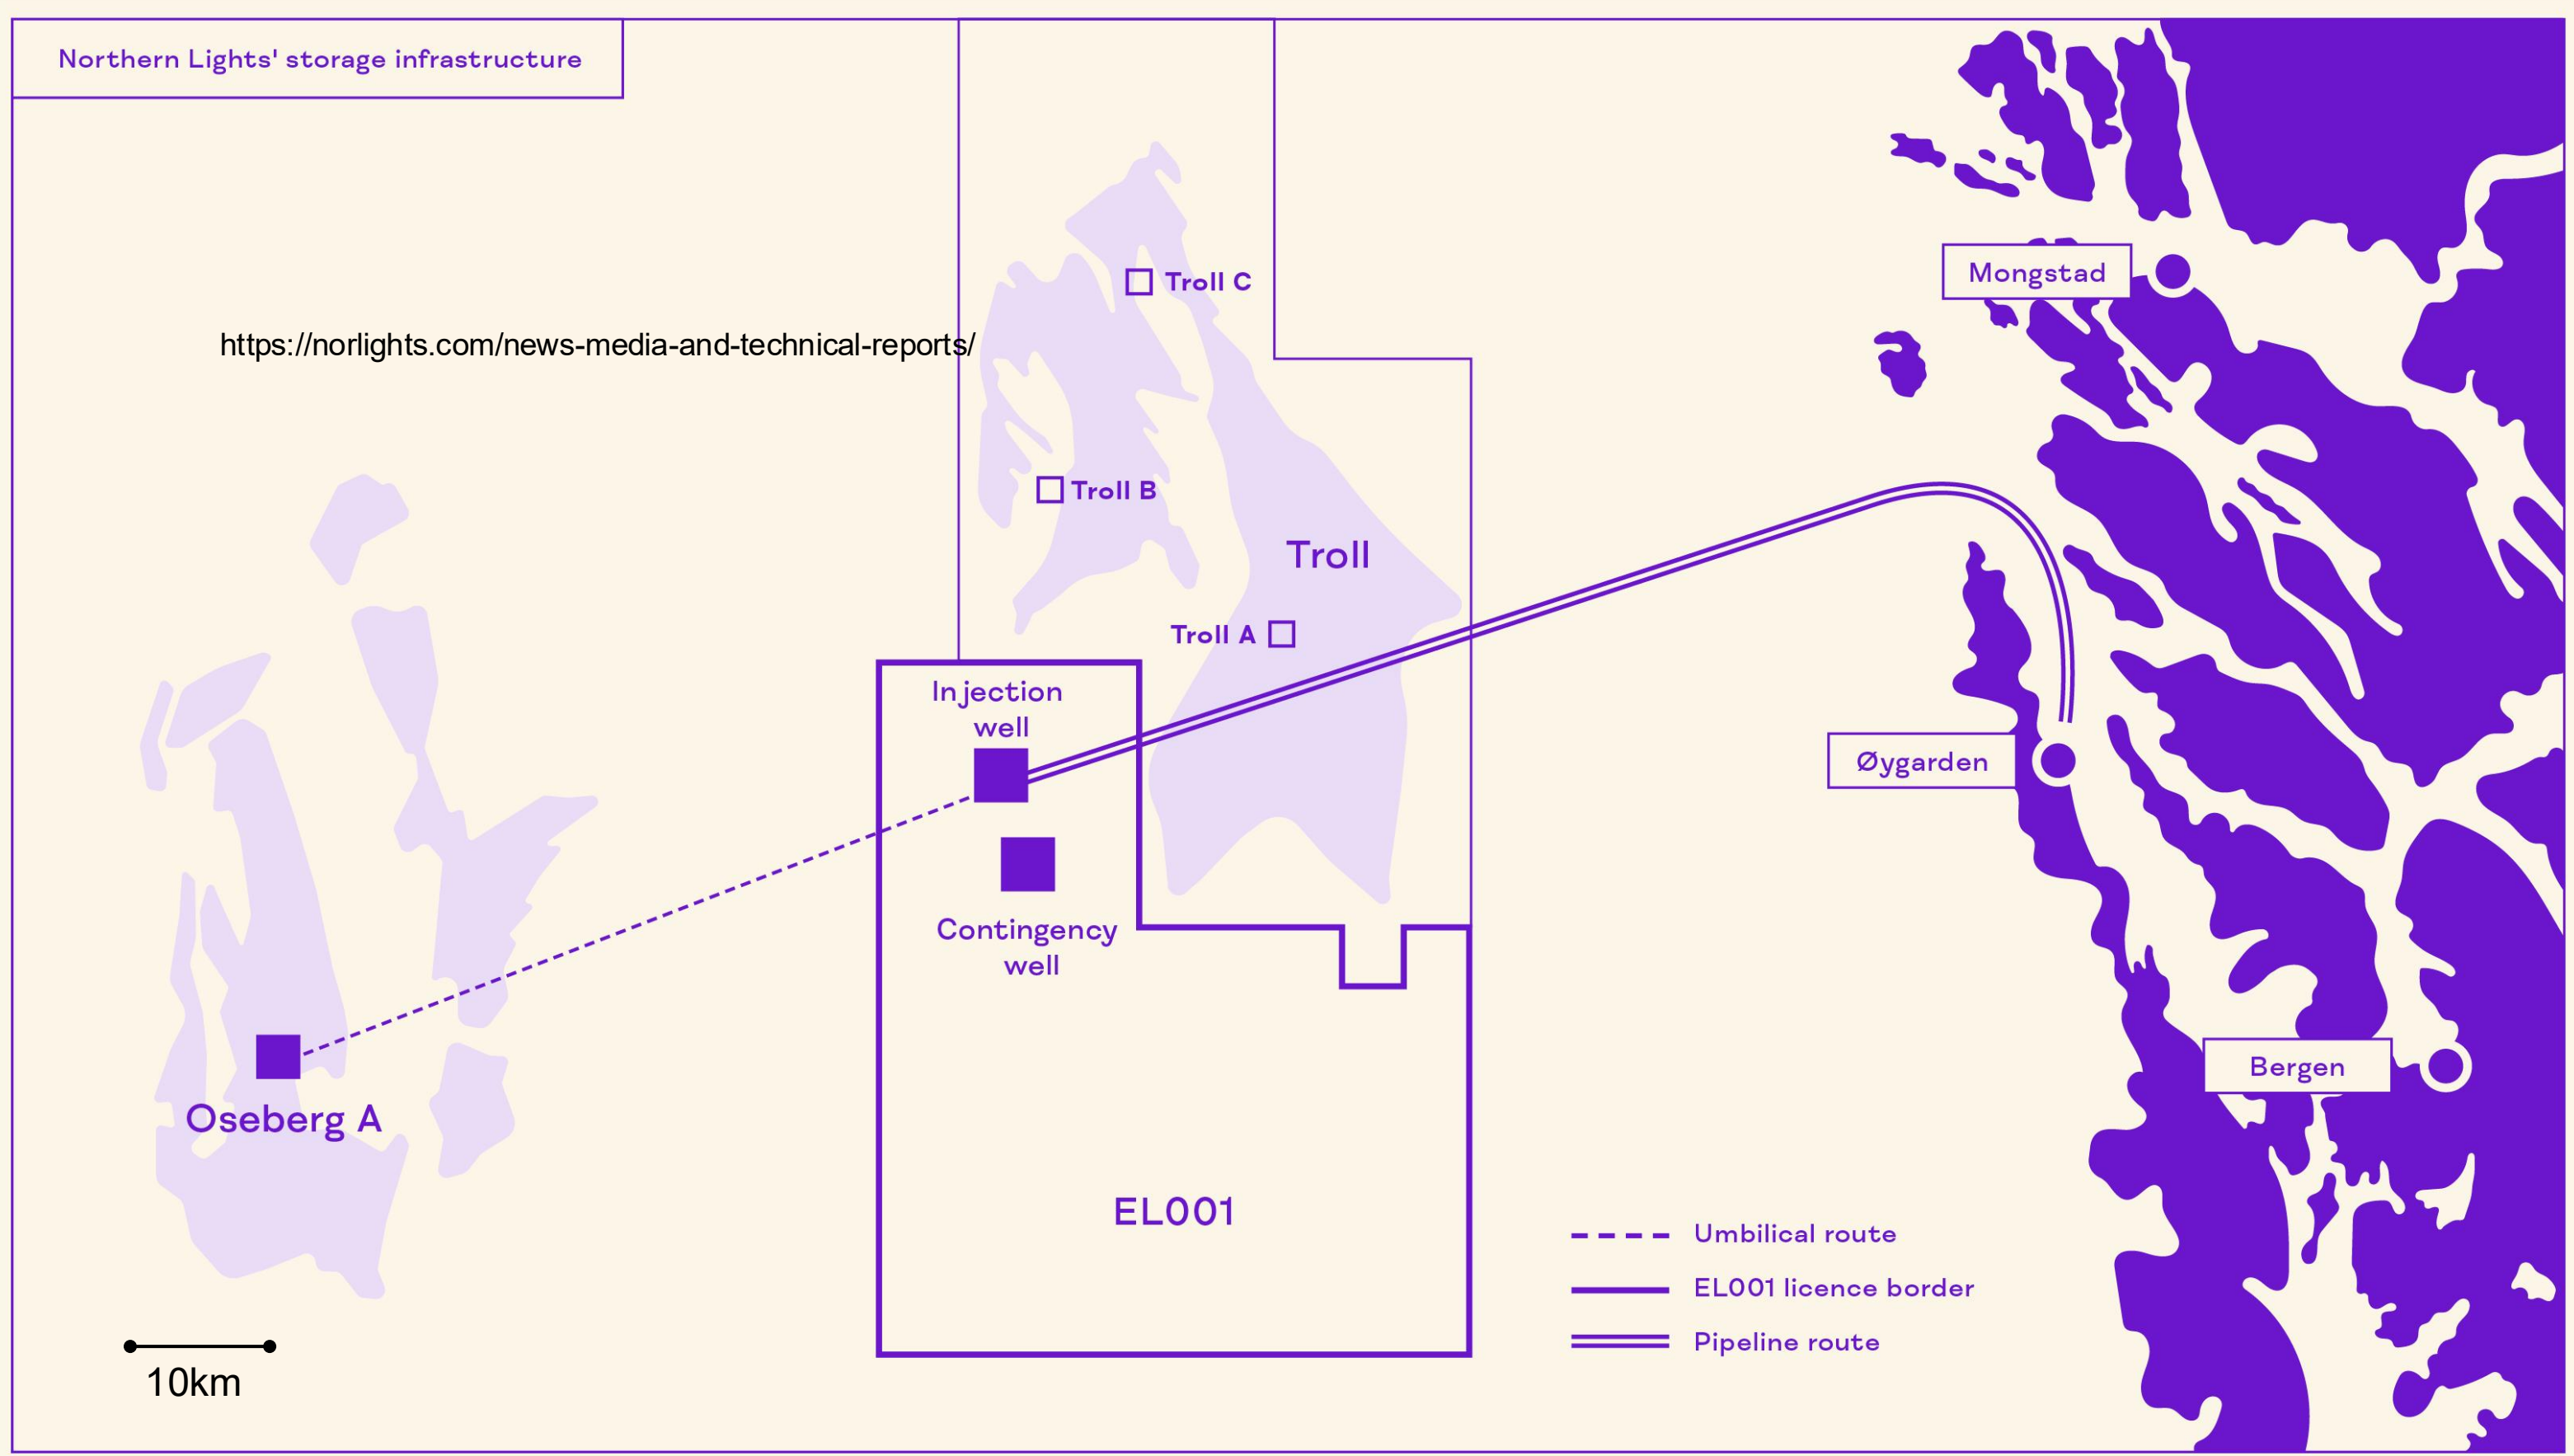 Northern Lights' storage infrastructure
Mongstad
Troll C
https://norlights.com/news-media-and-technical-reports/
Troll B
Troll
Troll A
Injection
well
Øygarden
Contingency
well
Bergen
Oseberg A
EL001
Umbilical route
EL001 licence border
Pipeline route
10km